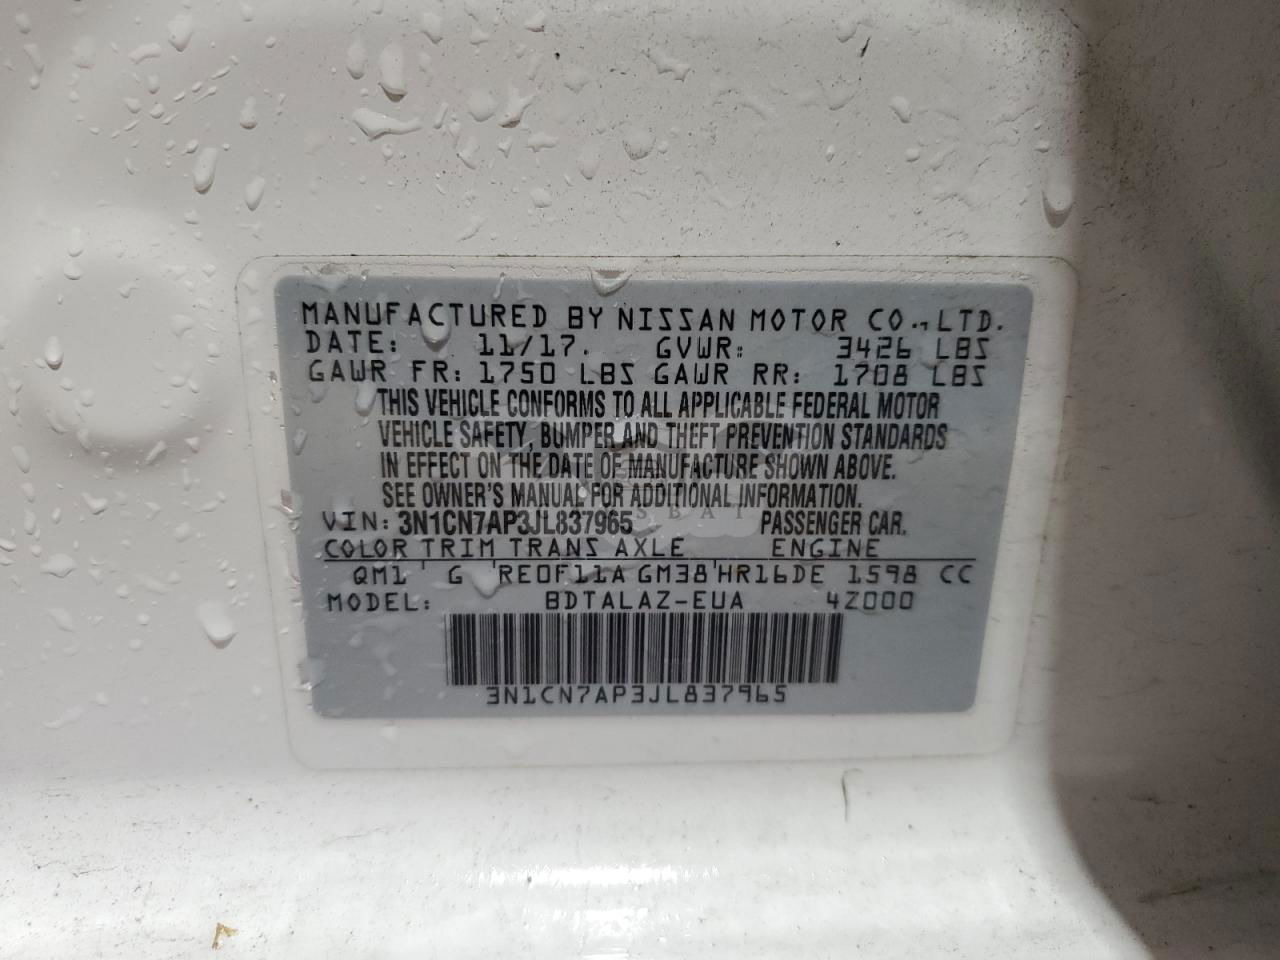 MANUFACTURED BY NISSAN MOTOR CO., LTD.
DATE: 11/17. GVWR: 3426 LBS
GAWR FR: 1750 LBS GAWR RR: 1708 LBS
THIS VEHICLE CONFORMS TO ALL APPLICABLE FEDERAL MOTOR
VEHICLE SAFETY, BUMPER AND THEFT PREVENTION STANDARDS
IN EFFECT ON THE DATE OF MANUFACTURE SHOWN ABOVE.
SEE OWNER'S MANUAL FOR ADDITIONAL INFORMATION.
VIN: 3N1CN7AP3JL837965 PASSENGER CAR.
COLOR TRIM TRANS AXLE ENGINE
QM1 ' G 'RE0F11A GM38'HR16DE 1598 CC
MODEL: BDTALAZ-EUA 4Z000
3N1CN7AP3JL837965